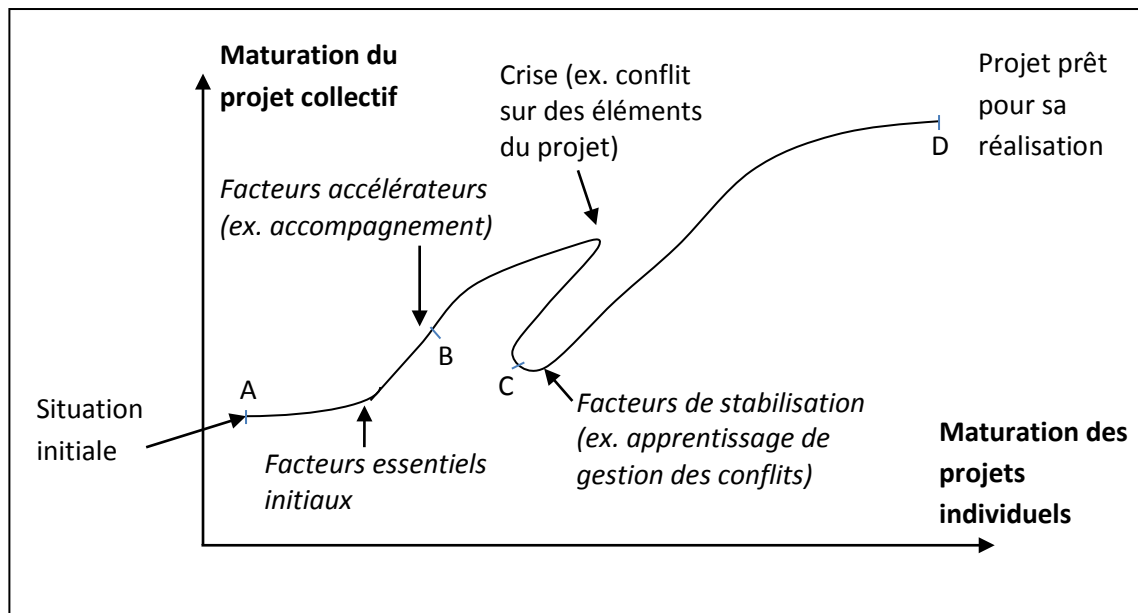 Maturation du
projet collectif
Crise (ex. conflit
sur des éléments
du projet)
Projet prêt
pour sa
réalisation
D
Facteurs accélérateurs
(ex. accompagnement)
B
A
C
Situation
initiale
Facteurs essentiels
initiaux
Facteurs de stabilisation
(ex. apprentissage de
gestion des conflits)
Maturation des
projets
individuels